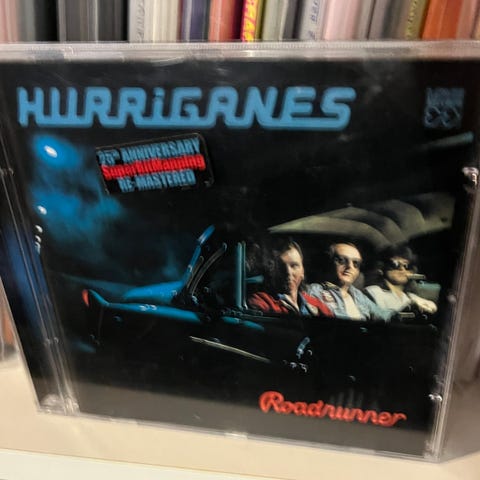 HURRiGANES
25th ANNIVERSARY
SuperBitMapping
RE-MASTERED
Roadrunner